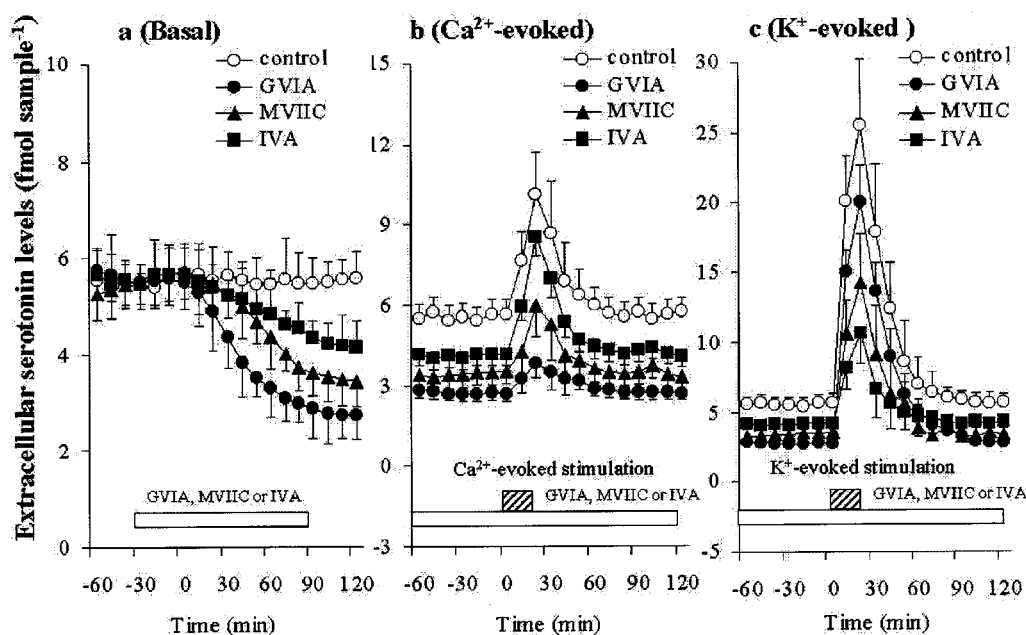 a (Basal)
control
GVIA
MVIIC
IVA
Extracellular serotonin levels (fmol sample-1)
10
8
6
4
2
0
GVIA, MVIIC or IVA
-60 -30 0 30 60 90 120
Time (min)
b (Ca2+-evoked)
control
GVIA
MVIIC
IVA
15
12
9
6
3
0
-3
Ca2+-evoked stimulation
GVIA, MVIIC or IVA
-60 -30 0 30 60 90 120
Time (min)
c (K+-evoked )
control
GVIA
MVIIC
IVA
30
25
20
15
10
5
0
-5
K+-evoked stimulation
GVIA, MVIIC or IVA
-60 -30 0 30 60 90 120
Time (min)